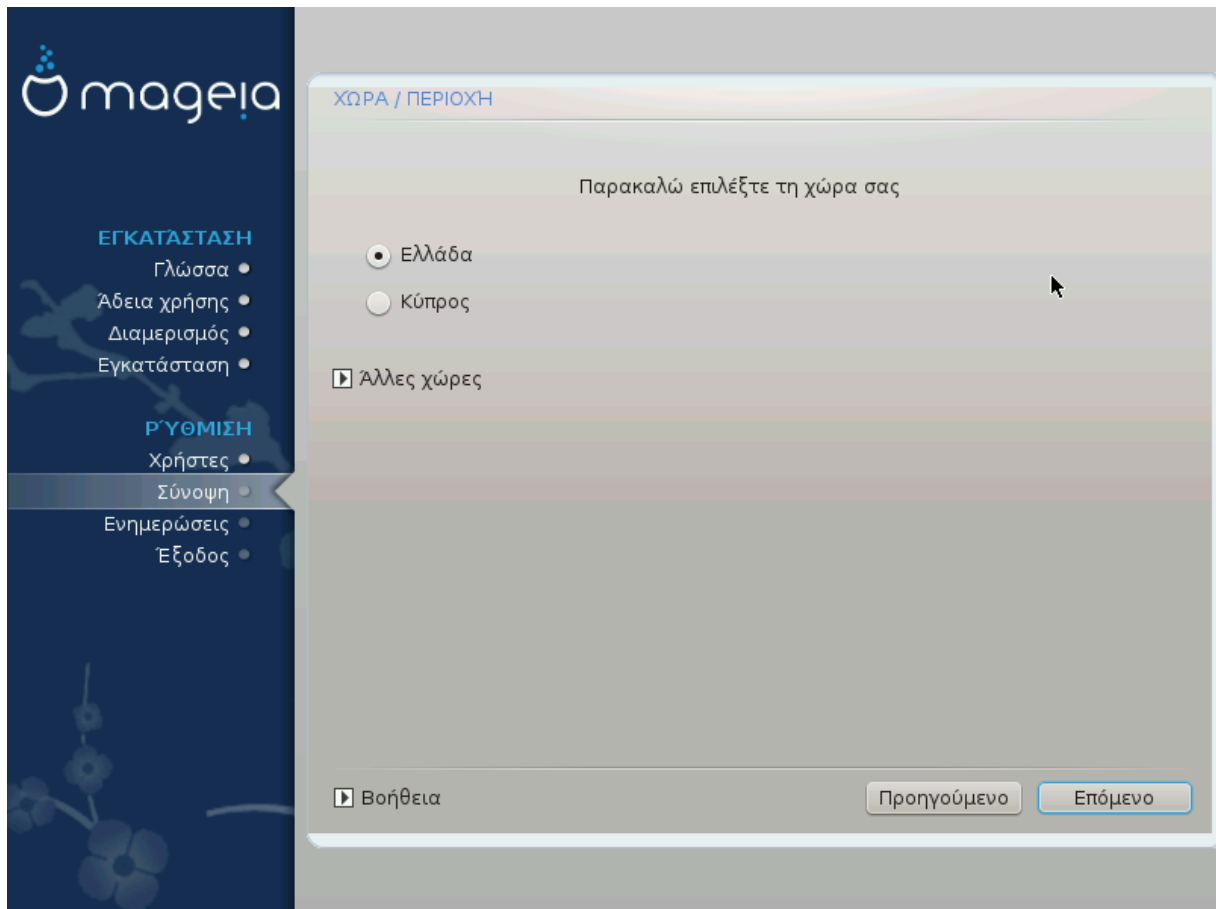 mageia
ΕΓΚΑΤΆΣΤΑΣΗ
Γλώσσα
Άδεια χρήσης
Διαμερισμός
Εγκατάσταση
ΡΎΘΜΙΣΗ
Χρήστες
Σύνοψη
Ενημερώσεις
Έξοδος
ΧΏΡΑ / ΠΕΡΙΟΧΉ
Παρακαλώ επιλέξτε τη χώρα σας
Ελλάδα
Κύπρος
Άλλες χώρες
Βοήθεια
Προηγούμενο
Επόμενο